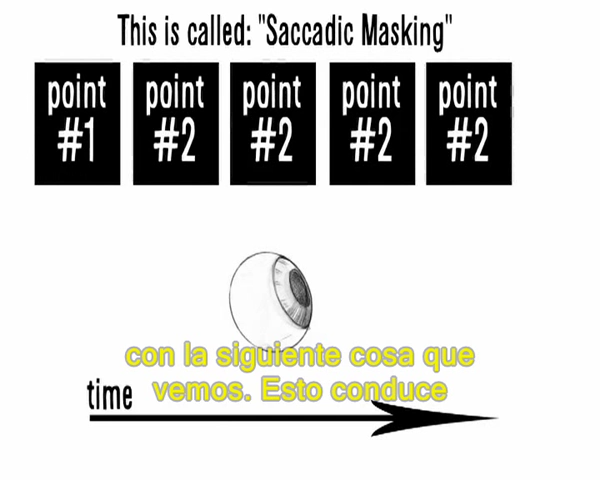 This is called: "Saccadic Masking"
point point point point point
#1 #2 #2 #2 #2
con la siguiente cosa que
vemos. Esto conduce
time